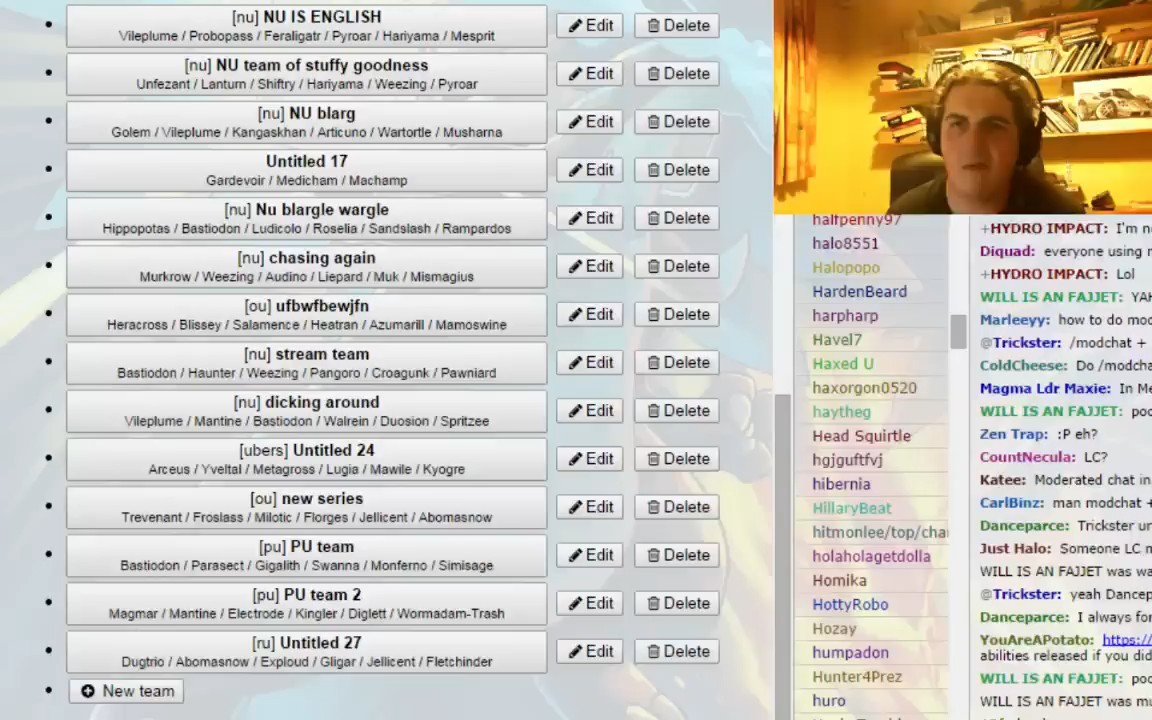 [nu] NU IS ENGLISH
Vileplume / Probopass / Feraligatr / Pyroar / Hariyama / Mesprit
Edit
Delete
[nu] NU team of stuffy goodness
Unfezant / Lanturn / Shiftry / Hariyama / Weezing / Pyroar
Edit
Delete
[nu] NU blarg
Golem / Vileplume / Kangaskhan / Articuno / Wartortle / Musharna
Edit
Delete
Untitled 17
Gardevoir / Medicham / Machamp
Edit
Delete
[nu] Nu blargle wargle
Hippopotas / Bastiodon / Ludicolo / Roselia / Sandslash / Rampardos
Edit
Delete
[nu] chasing again
Murkrow / Weezing / Audino / Liepard / Muk / Mismagius
Edit
Delete
[ou] ufbwfbewjfn
Heracross / Blissey / Salamence / Heatran / Azumarill / Mamoswine
Edit
Delete
[nu] stream team
Bastiodon / Haunter / Weezing / Pangoro / Croagunk / Pawniard
Edit
Delete
[nu] dicking around
Vileplume / Mantine / Bastiodon / Walrein / Duosion / Spritzee
Edit
Delete
[ubers] Untitled 24
Arceus / Yveltal / Metagross / Lugia / Mawile / Kyogre
Edit
Delete
[ou] new series
Trevenant / Froslass / Milotic / Florges / Jellicent / Abomasnow
Edit
Delete
[pu] PU team
Bastiodon / Parasect / Gigalith / Swanna / Monferno / Simisage
Edit
Delete
[pu] PU team 2
Magmar / Mantine / Electrode / Kingler / Diglett / Wormadam-Trash
Edit
Delete
[ru] Untitled 27
Dugtrio / Abomasnow / Exploud / Gligar / Jellicent / Fletchinder
Edit
Delete
New team
halfpenny97
halo8551
Halopopo
HardenBeard
harpharp
Havel7
Haxed U
haxorgon0520
haytheg
Head Squirtle
hgjguftfvj
hibernia
HillaryBeat
hitmonlee/top/cha
holaholagetdolla
Homika
HottyRobo
Hozay
humpadon
Hunter4Prez
huro
+HYDRO IMPACT: I'm n
Diquad: everyone using
+HYDRO IMPACT: Lol
WILL IS AN FAJJET: YA
Marleeyy: how to do mo
@Trickster: /modchat +
ColdCheese: Do /modcha
Magma Ldr Maxie: In M
WILL IS AN FAJJET: poo
Zen Trap: :P eh?
CountNecula: LC?
Katee: Moderated chat in
CarlBinz: man modchat +
Danceparce: Trickster ur
Just Halo: Someone LC
WILL IS AN FAJJET was wa
@Trickster: yeah Dancep
Danceparce: I always for
YouAreAPotato: https:/
abilities released if you did
WILL IS AN FAJJET: poo
WILL IS AN FAJJET was mu